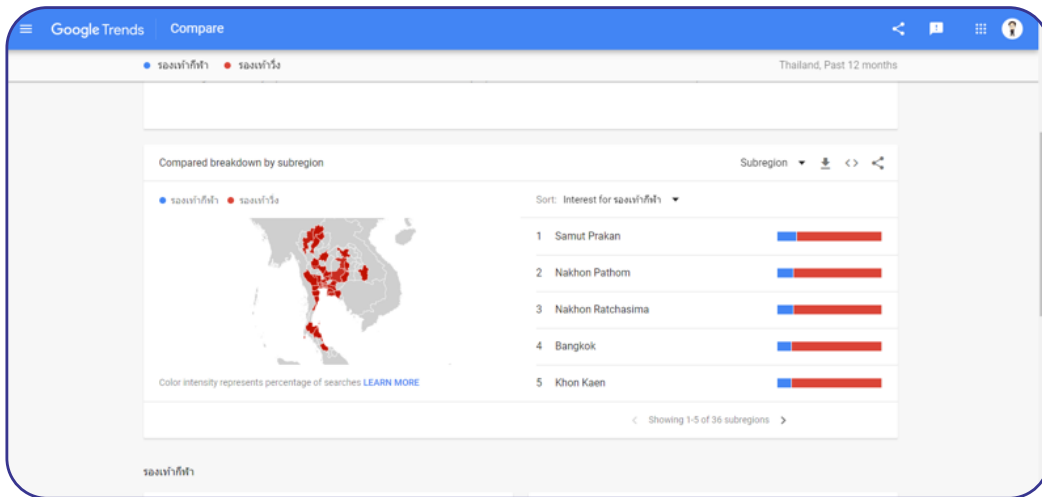 Google Trends Compare
รองเท้ากีฬา รองเท้าวิ่ง Thailand, Past 12 months
Compared breakdown by subregion Subregion
รองเท้ากีฬา รองเท้าวิ่ง Sort: Interest for รองเท้ากีฬา
1 Samut Prakan
2 Nakhon Pathom
3 Nakhon Ratchasima
4 Bangkok
5 Khon Kaen
Color intensity represents percentage of searches LEARN MORE
Showing 1-5 of 36 subregions
รองเท้ากีฬา